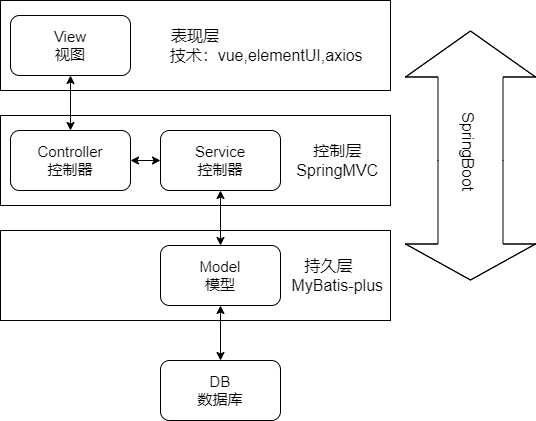 View
视图
表现层
技术：vue,elementUI,axios
Controller
控制器
Service
控制器
控制层
SpringMVC
Model
模型
持久层
MyBatis-plus
DB
数据库
SpringBoot